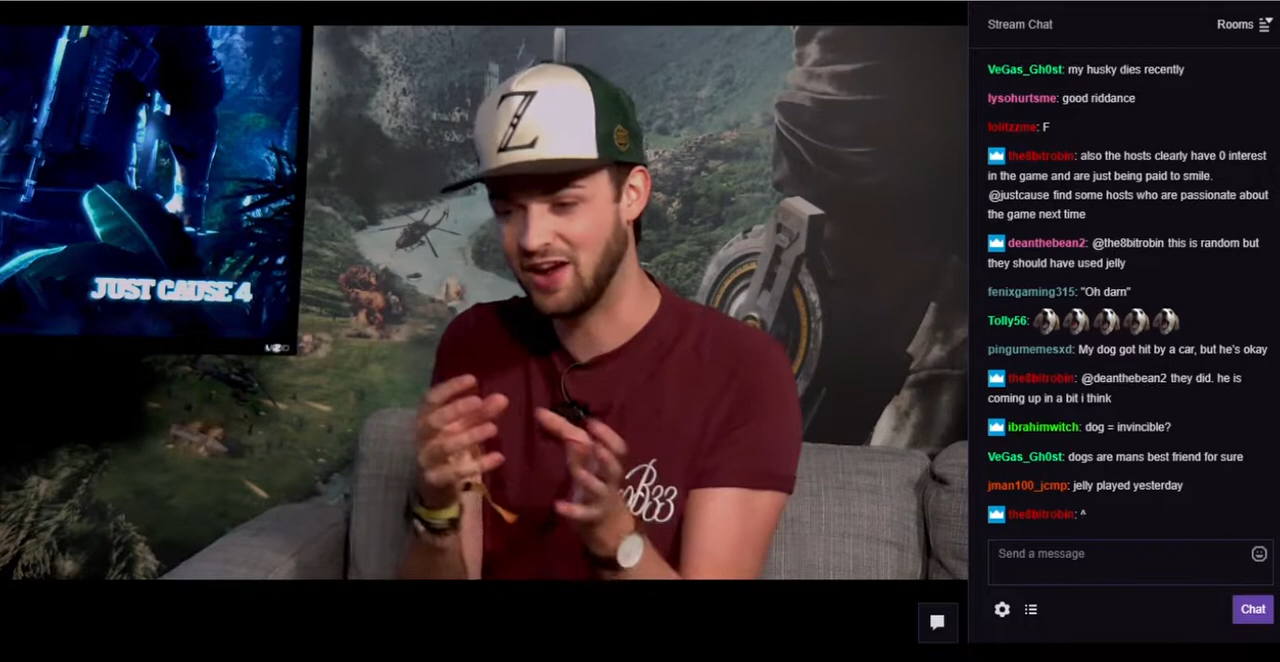 Z
JUST CAUSE 4
B33
Stream Chat
Rooms
VeGas_Gh0st: my husky dies recently
lysohurtsme: good riddance
lolitzzme: F
the8bitrobin: also the hosts clearly have 0 interest
in the game and are just being paid to smile.
@justcause find some hosts who are passionate about
the game next time
deanthebean2: @the8bitrobin this is random but
they should have used jelly
fenixgaming315: "Oh darn"
Tolly56:
pingumemesxd: My dog got hit by a car, but he's okay
the8bitrobin: @deanthebean2 they did. he is
coming up in a bit i think
ibrahimwitch: dog = invincible?
VeGas_Gh0st: dogs are mans best friend for sure
jman100_jcmp: jelly played yesterday
the8bitrobin: ^
Send a message
Chat